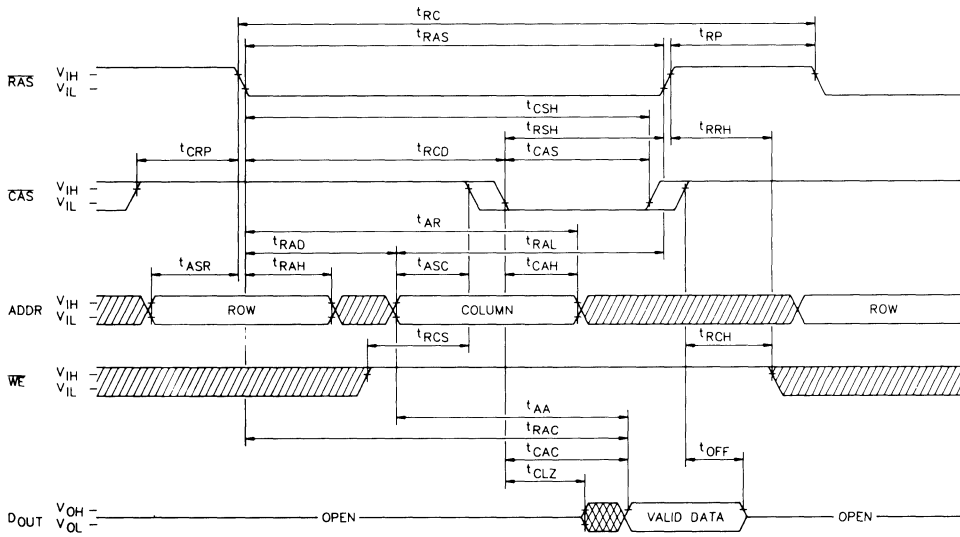 tRC
tRAS tRP
RAS VIH
VIL
tCSH
tRSH tRRH
tCRP tRCD tCAS
CAS VIH
VIL
tAR
tRAD tRAL
tASR tRAH tASC tCAH
ADDR VIH
VIL
ROW COLUMN ROW
tRCS tRCH
WE VIH
VIL
tAA
tRAC
tCAC tOFF
tCLZ
DOUT VOH
VOL
OPEN VALID DATA OPEN